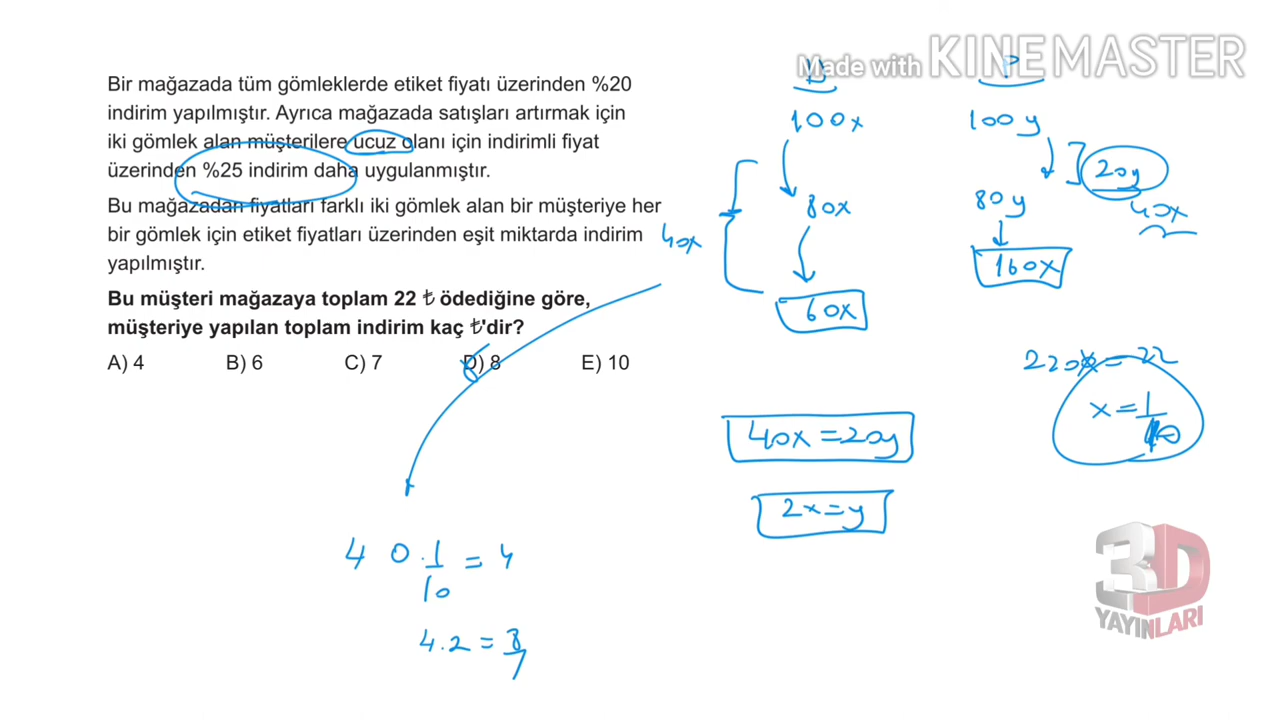 Made with KINEMASTER
Bir mağazada tüm gömleklerde etiket fiyatı üzerinden %20
indirim yapılmıştır. Ayrıca mağazada satışları artırmak için
iki gömlek alan müşterilere ucuz olanı için indirimli fiyat
üzerinden %25 indirim daha uygulanmıştır.
Bu mağazadan fiyatları farklı iki gömlek alan bir müşteriye her
bir gömlek için etiket fiyatları üzerinden eşit miktarda indirim
yapılmıştır.
Bu müşteri mağazaya toplam 22 ₺ ödediğine göre,
müşteriye yapılan toplam indirim kaç ₺'dir?
A) 4 B) 6 C) 7 D) 8 E) 10
100x
80x
60x
40x
P
100y
20y
80y
40x
160x
220x = 22
x = 1/10
40x = 20y
2x = y
40 . 1/10 = 4
4.2 = 8
3D
YAYINLARI